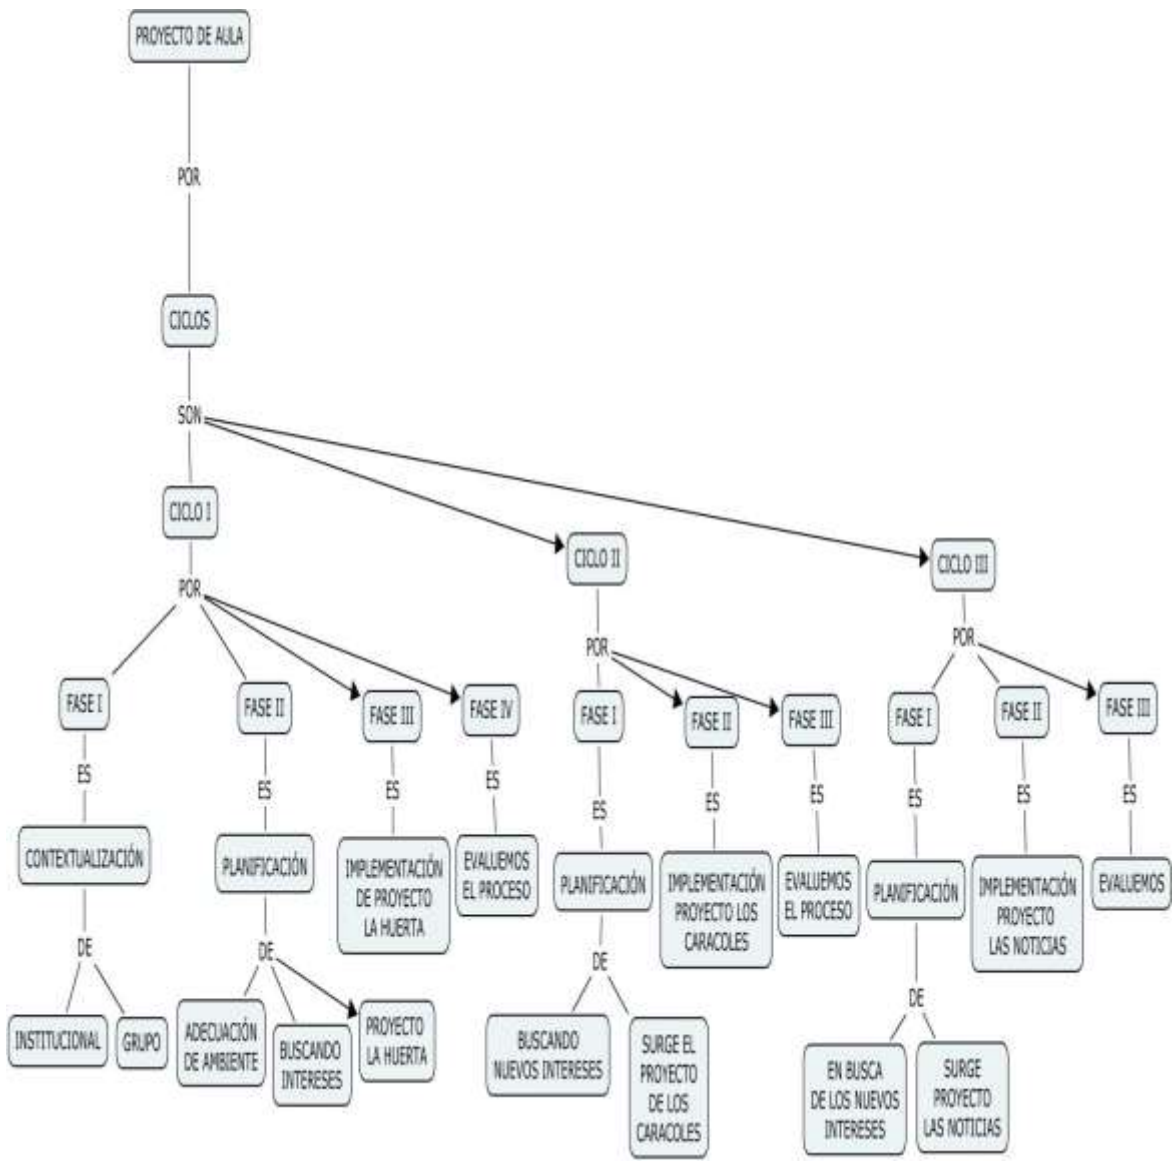 PROYECTO DE AULA
POR
CICLOS
SON
CICLO I
CICLO II
CICLO III
POR
POR
POR
FASE I
FASE II
FASE III
FASE IV
FASE I
FASE II
FASE III
FASE I
FASE II
FASE III
ES
ES
ES
ES
ES
ES
ES
ES
ES
ES
CONTEXTUALIZACIÓN
PLANIFICACIÓN
IMPLEMENTACIÓN
DE PROYECTO
LA HUERTA
EVALUEMOS
EL PROCESO
PLANIFICACIÓN
IMPLEMENTACIÓN
PROYECTO LOS
CARACOLES
EVALUEMOS
EL PROCESO
PLANIFICACIÓN
IMPLEMENTACIÓN
PROYECTO
LAS NOTICIAS
EVALUEMOS
DE
DE
DE
DE
INSTITUCIONAL
GRUPO
ADECUACIÓN
DE AMBIENTE
BUSCANDO
INTERESES
PROYECTO
LA HUERTA
BUSCANDO
NUEVOS INTERESES
SURGE EL
PROYECTO
DE LOS
CARACOLES
EN BUSCA
DE LOS NUEVOS
INTERESES
SURGE
PROYECTO
LAS NOTICIAS